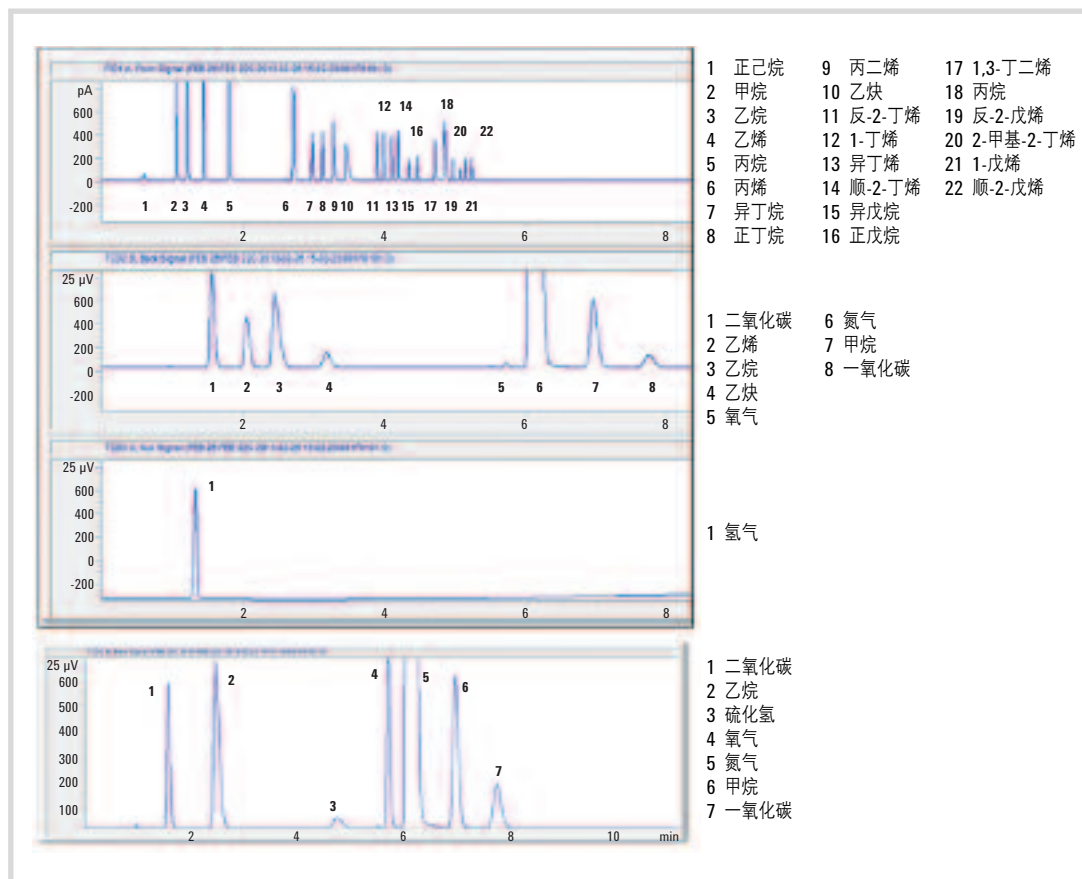 pA
600
400
200
0
-200
12 14 18
16 20 22
1 2 3 4 5 6 7 8 9 10 11 13 15 17 19 21
2 4 6 8
1 正己烷 9 丙二烯 17 1,3-丁二烯
2 甲烷 10 乙炔 18 丙烷
3 乙烷 11 反-2-丁烯 19 反-2-戊烯
4 乙烯 12 1-丁烯 20 2-甲基-2-丁烯
5 丙烷 13 异丁烯 21 1-戊烯
6 丙烯 14 顺-2-丁烯 22 顺-2-戊烯
7 异丁烷 15 异戊烷
8 正丁烷 16 正戊烷
25 µV
600
400
200
0
-200
1 2 3 4 5 6 7 8
2 4 6 8
1 二氧化碳 6 氮气
2 乙烯 7 甲烷
3 乙烷 8 一氧化碳
4 乙炔
5 氧气
25 µV
600
400
200
0
-200
1
2 4 6 8
1 氢气
25 µV
600
500
400
300
200
100
1 2 3 4 5 6 7
2 4 6 8 10 min
1 二氧化碳
2 乙烷
3 硫化氢
4 氧气
5 氮气
6 甲烷
7 一氧化碳